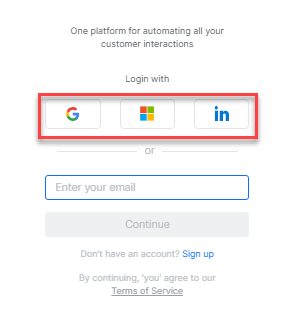 One platform for automating all your
customer interactions
Login with
G
in
or
Enter your email
Continue
Don't have an account? Sign up
By continuing, 'you' agree to our
Terms of Service